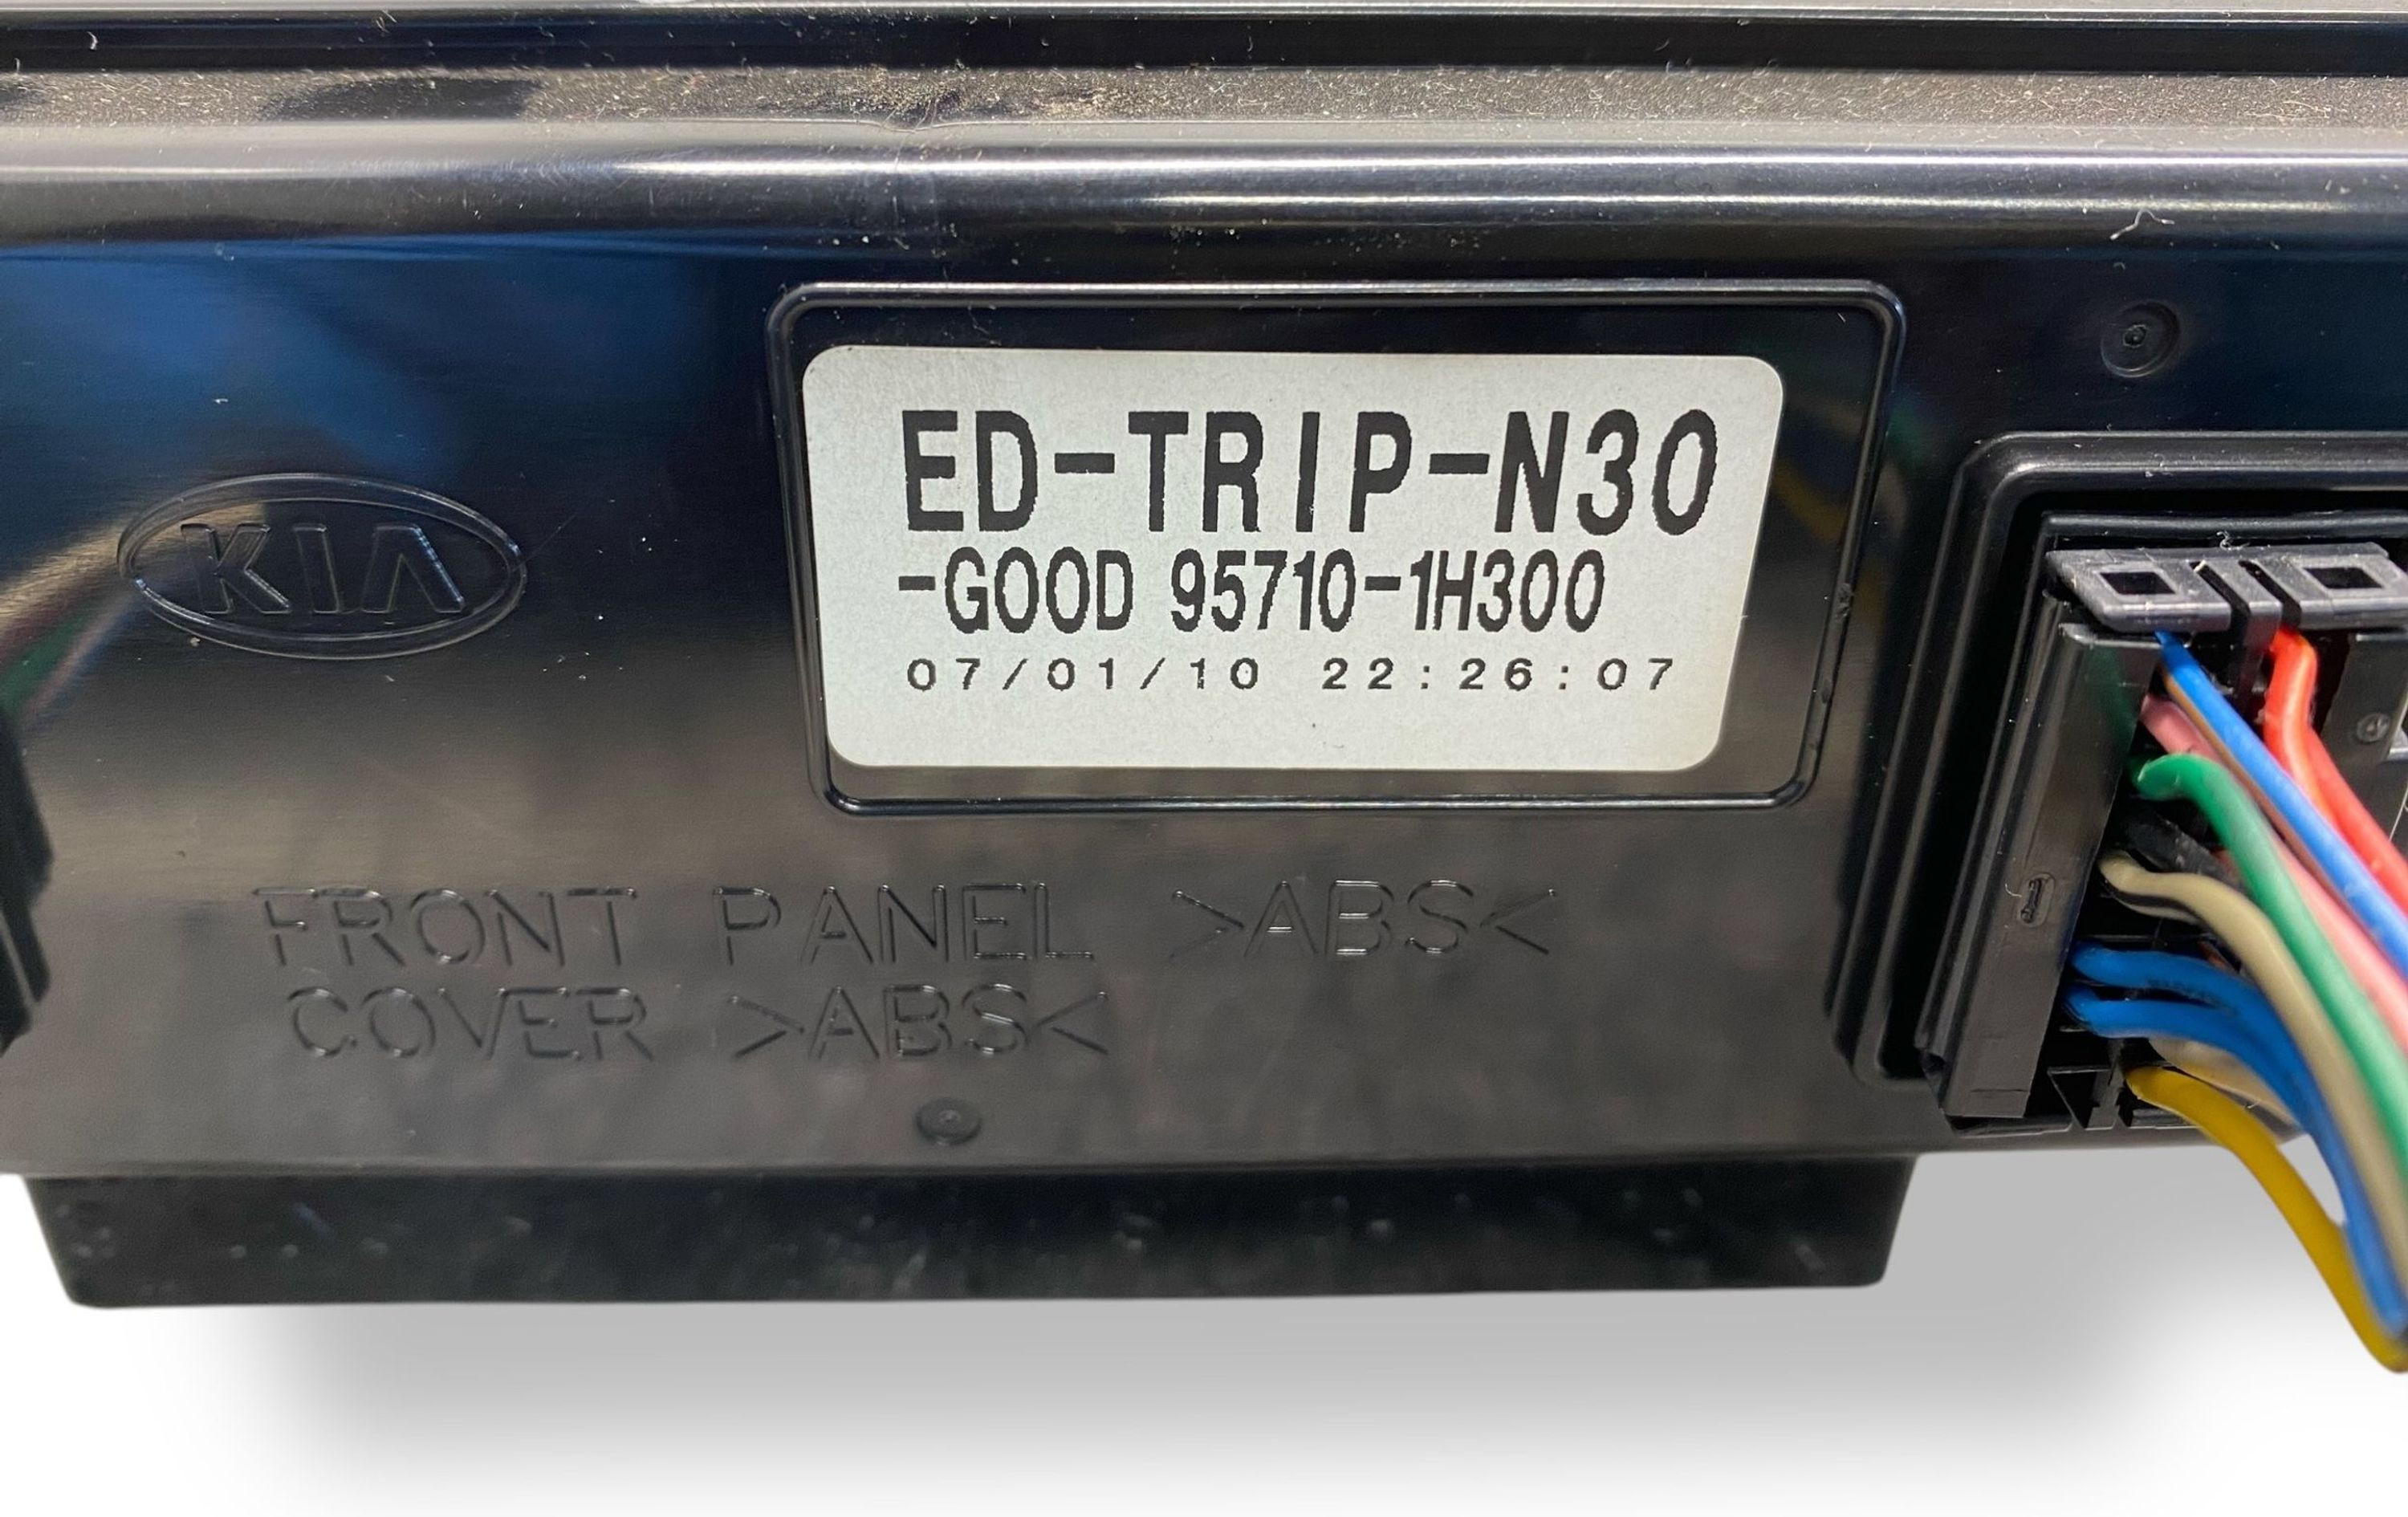 KIA
ED-TRIP-N30
-GOOD 95710-1H300
07/01/10 22:26:07
FRONT PANEL >ABS<
COVER >ABS<